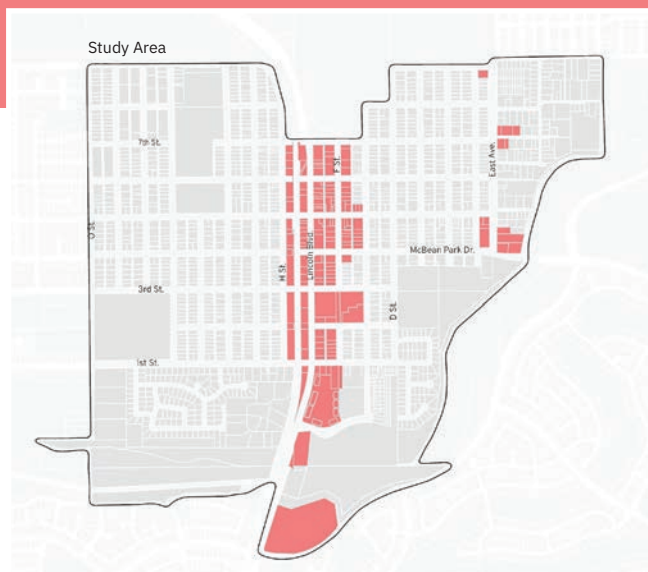 Study Area
7th St.
F St.
East Ave.
O St.
Lincoln Blvd.
McBean Park Dr.
H St.
3rd St.
D St.
1st St.